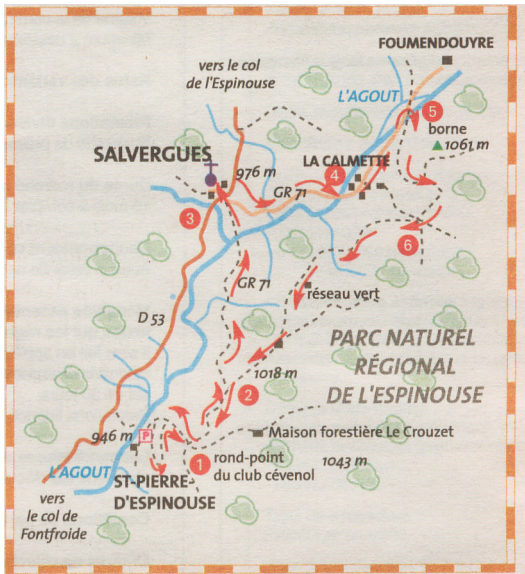 FOUMENDOUYRE
vers le col
de l'Espinouse
L'AGOUT
5
borne
1061 m
SALVERGUES
976 m
LA CALMETTE
4
GR 71
3
6
GR 71
réseau vert
D 53
PARC NATUREL
RÉGIONAL
DE L'ESPINOUSE
1018 m
2
946 m
P
Maison forestière Le Crouzet
1
rond-point
du club cévenol
1043 m
L'AGOUT
ST-PIERRE-
D'ESPINOUSE
vers
le col de
Fontfroide